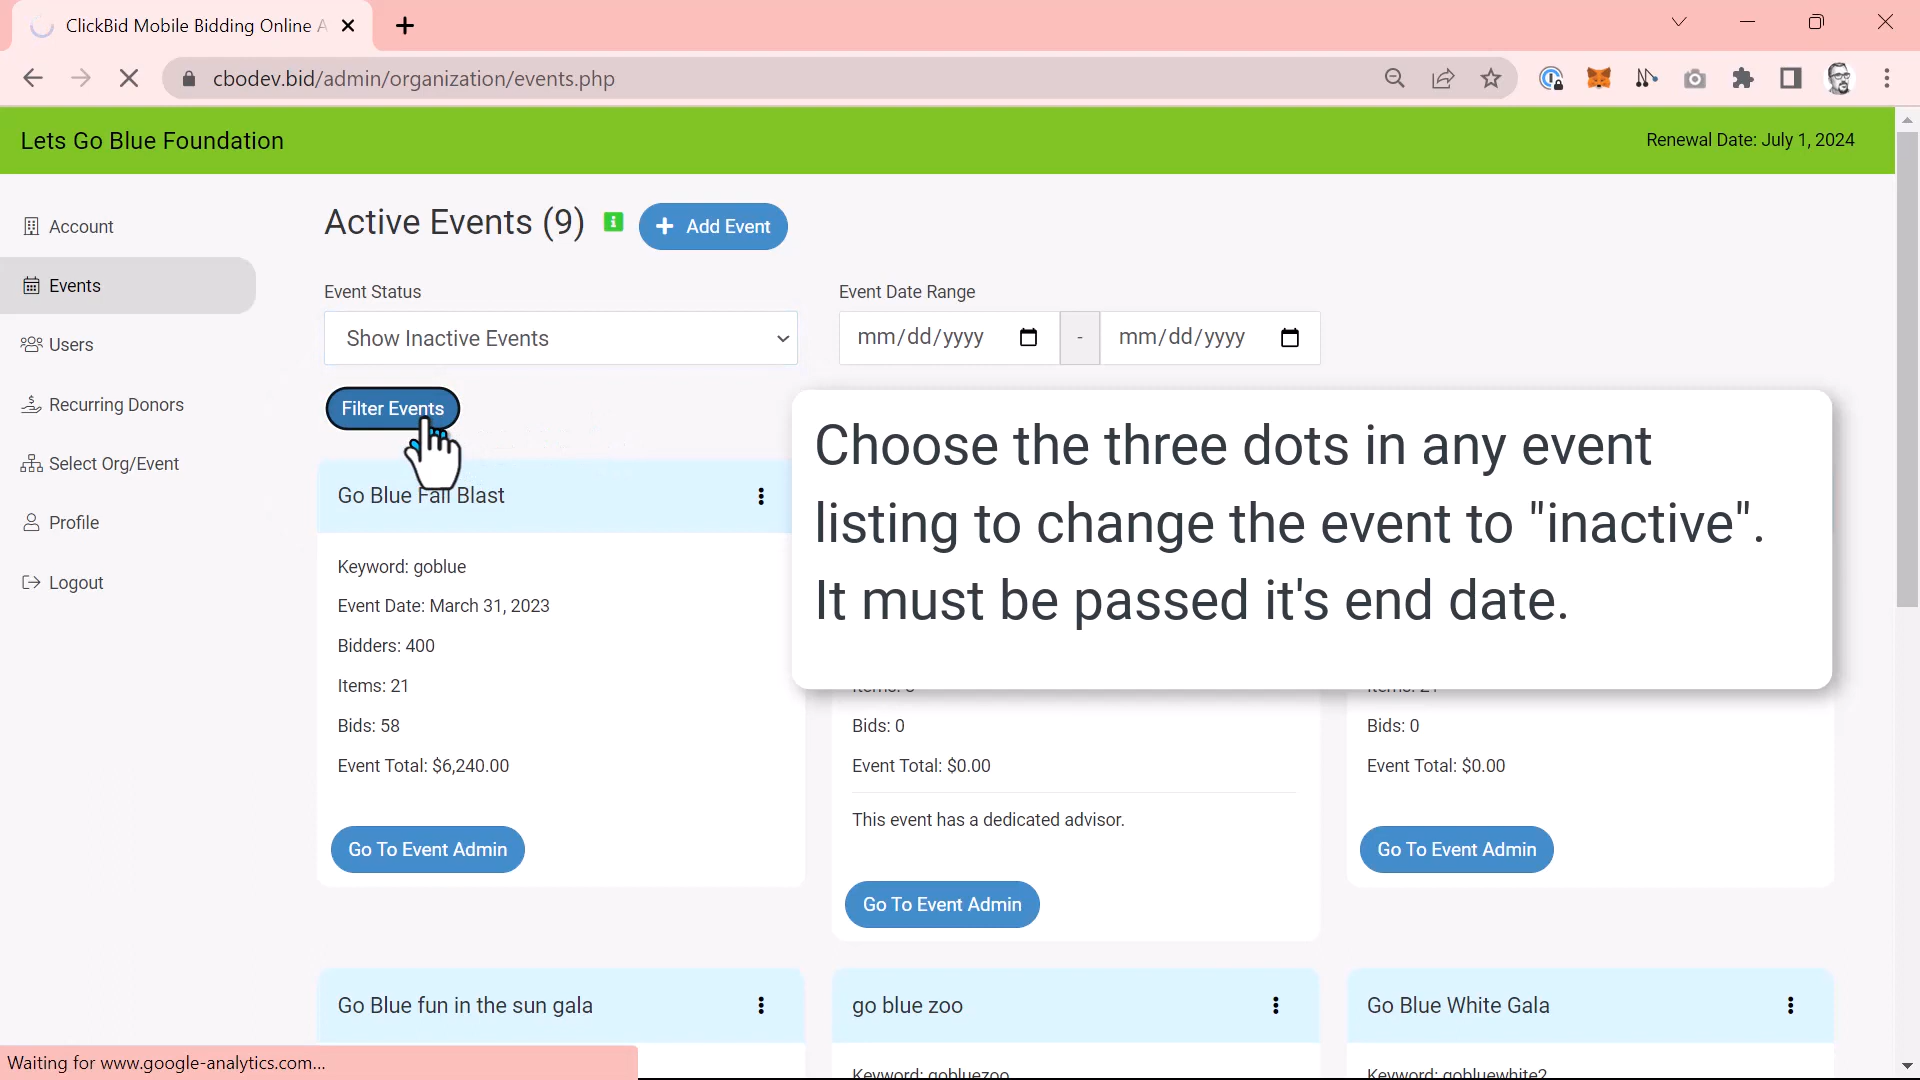 ClickBid Mobile Bidding Online A
cbodev.bid/admin/organization/events.php
Lets Go Blue Foundation
Renewal Date: July 1, 2024
Account
Events
Users
Recurring Donors
Select Org/Event
Profile
Logout
Active Events (9)
Add Event
Event Status
Show Inactive Events
Event Date Range
mm/dd/yyyy
-
mm/dd/yyyy
Filter Events
Choose the three dots in any event
listing to change the event to "inactive".
It must be passed it's end date.
Go Blue Fall Blast
Keyword: goblue
Event Date: March 31, 2023
Bidders: 400
Items: 21
Bids: 58
Event Total: $6,240.00
Go To Event Admin
Bids: 0
Event Total: $0.00
This event has a dedicated advisor.
Go To Event Admin
Items: 21
Bids: 0
Event Total: $0.00
Go To Event Admin
Go Blue fun in the sun gala
go blue zoo
Keyword: gobluezoo
Go Blue White Gala
Keyword: gobluewhite2
Waiting for www.google-analytics.com...